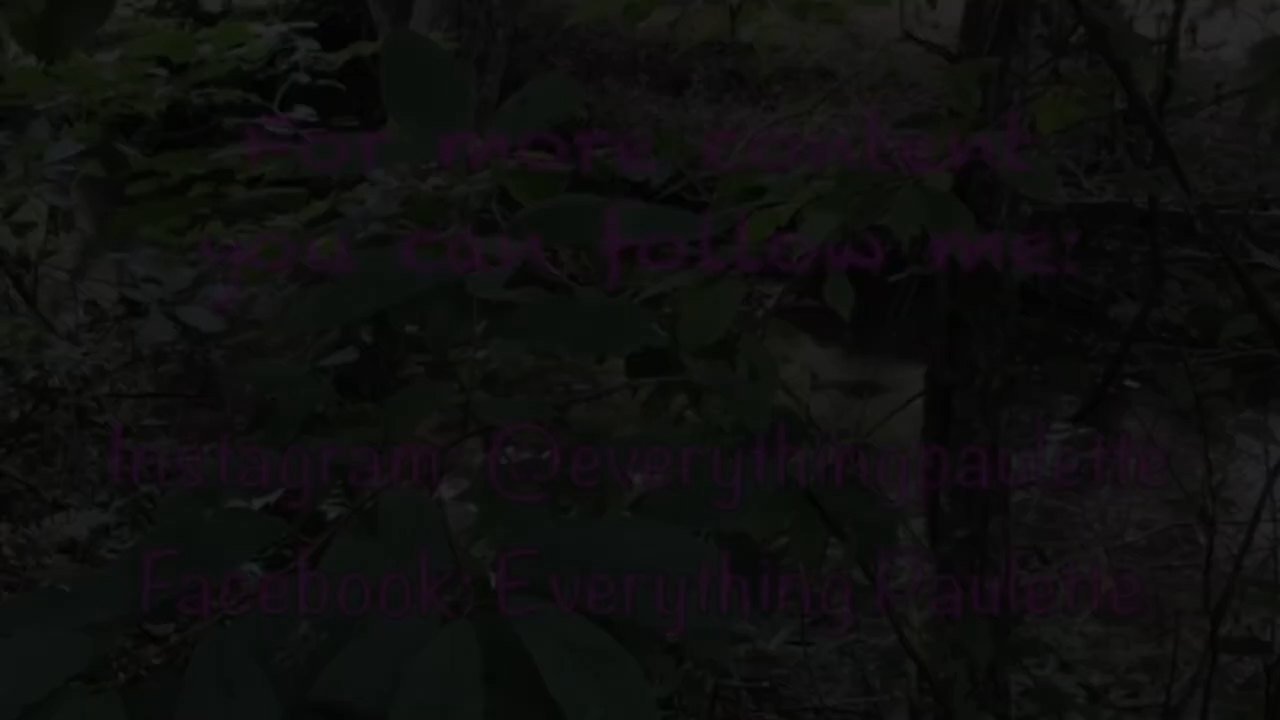 For more content
you can follow me:
Instagram: @everythingpaulette
Facebook: Everything Paulette